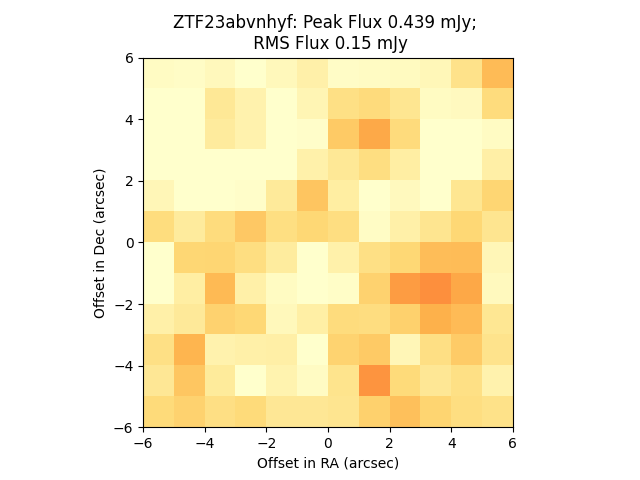 ZTF23abvnhyf: Peak Flux 0.439 mJy;
RMS Flux 0.15 mJy
6
4
2
0
−2
−4
−6
Offset in Dec (arcsec)
−6 −4 −2 0 2 4 6
Offset in RA (arcsec)